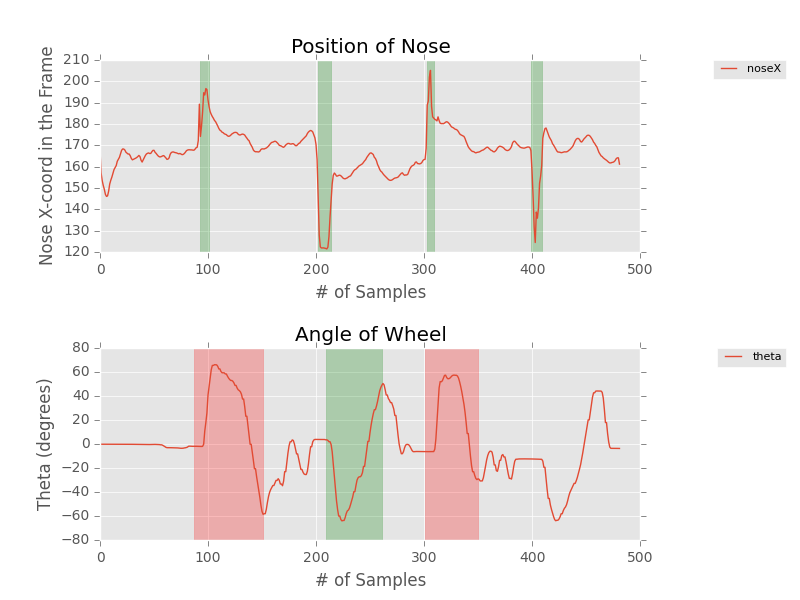 Position of Nose
noseX
Nose X-coord in the Frame
210
200
190
180
170
160
150
140
130
120
0 100 200 300 400 500
# of Samples
Angle of Wheel
theta
Theta (degrees)
80
60
40
20
0
−20
−40
−60
−80
0 100 200 300 400 500
# of Samples